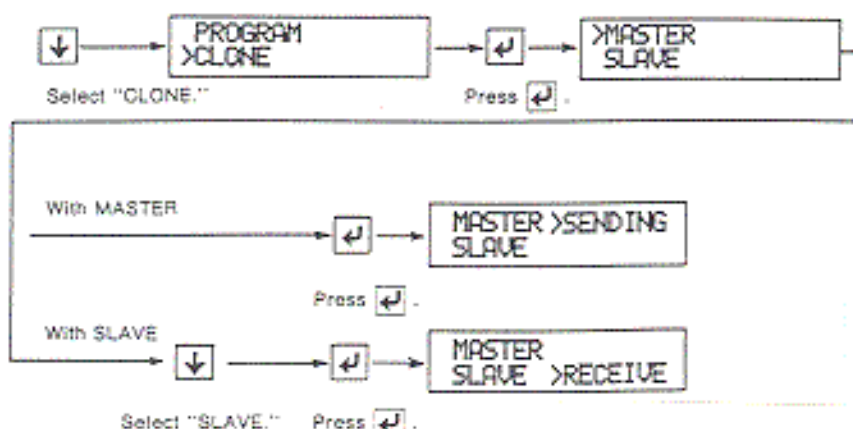 PROGRAM
>CLONE
>MASTER
SLAVE
Select "CLONE."
Press ↵ .
With MASTER
MASTER >SENDING
SLAVE
Press ↵ .
With SLAVE
MASTER
SLAVE >RECEIVE
Select "SLAVE." Press ↵ .